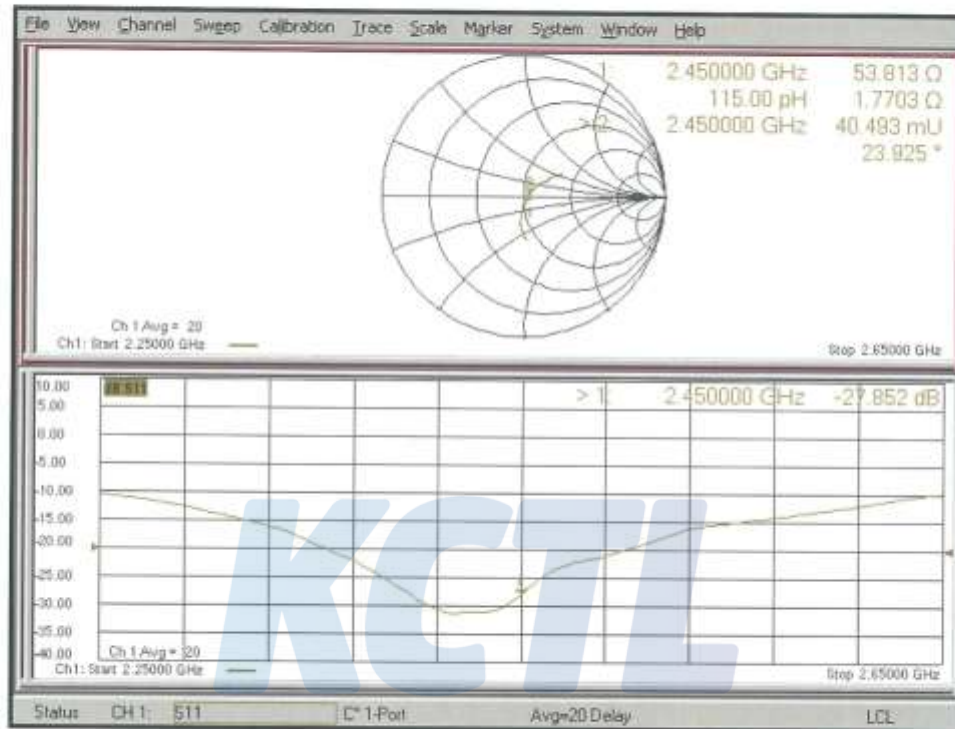 File View Channel Sweep Calibration Trace Scale Marker System Window Help
1 2.450000 GHz 53.813 Ω
115.00 pH 1.7703 Ω
> 2 2.450000 GHz 40.493 mU
23.925 °
Ch 1 Avg = 20
Ch1: Start 2.25000 GHz
Stop 2.65000 GHz
10.00
5.00
0.00
-5.00
-10.00
-15.00
-20.00
-25.00
-30.00
-35.00
-40.00
> 1: 2.450000 GHz -27.852 dB
KCTL
Ch 1 Avg = 20
Ch1: Start 2.25000 GHz
Stop 2.65000 GHz
Status CH 1: S11 C* 1-Port Avg=20 Delay LCL